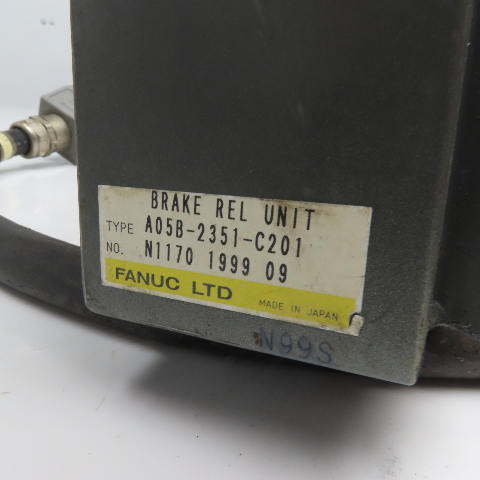 BRAKE REL UNIT
TYPE A05B-2351-C201
NO. N1170 1999 09
FANUC LTD MADE IN JAPAN
N99S